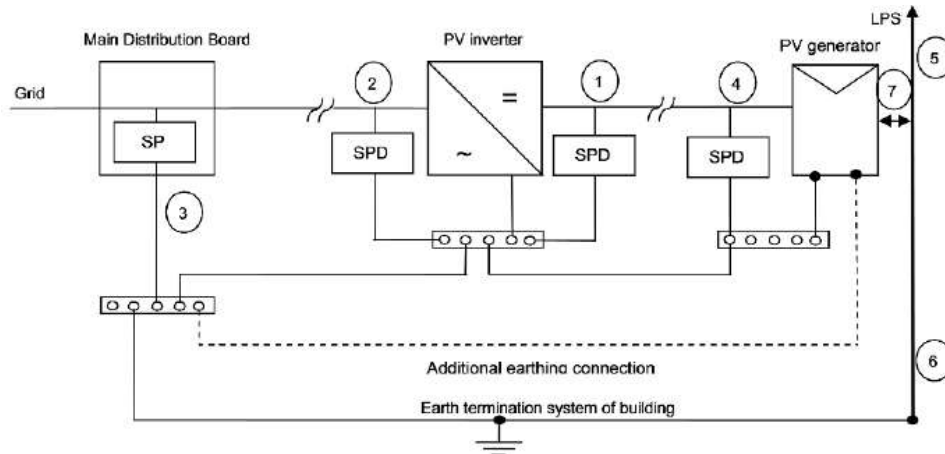 LPS
Main Distribution Board
PV inverter
PV generator
5
2
1
4
7
Grid
=
SP
SPD
~
SPD
SPD
3
Additional earthing connection
6
Earth termination system of building